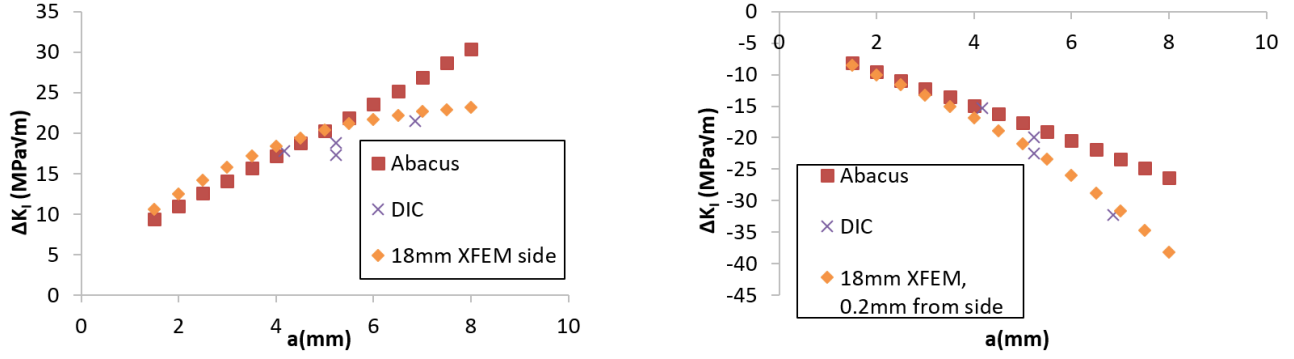 35
30
25
20
15
10
5
0
ΔK₁ (MPa√m)
0 2 4 6 8 10
a(mm)
Abacus
DIC
18mm XFEM side
0
-5
-10
-15
-20
-25
-30
-35
-40
-45
ΔK₁ (MPa√m)
0 2 4 6 8 10
a(mm)
Abacus
DIC
18mm XFEM,
0.2mm from side